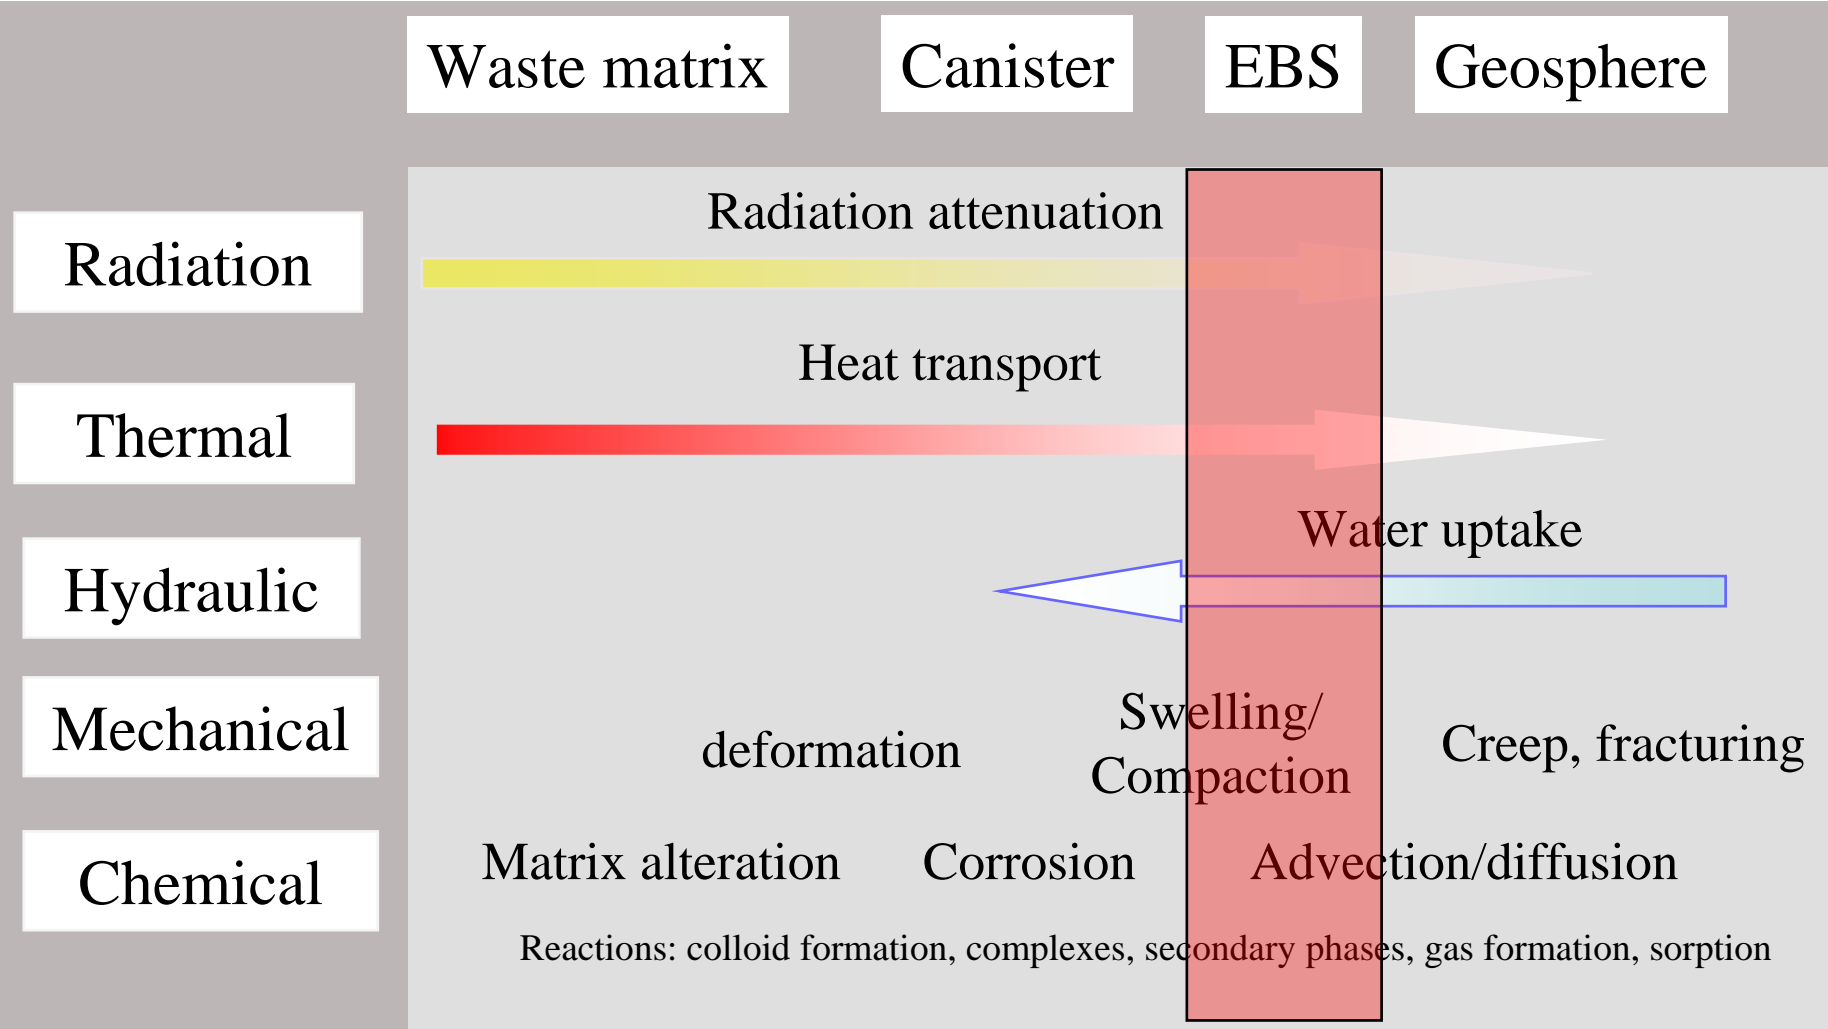 Waste matrix
Canister
EBS
Geosphere
Radiation
Radiation attenuation
Thermal
Heat transport
Hydraulic
Water uptake
Mechanical
deformation
Swelling/
Compaction
Creep, fracturing
Chemical
Matrix alteration
Corrosion
Advection/diffusion
Reactions: colloid formation, complexes, secondary phases, gas formation, sorption